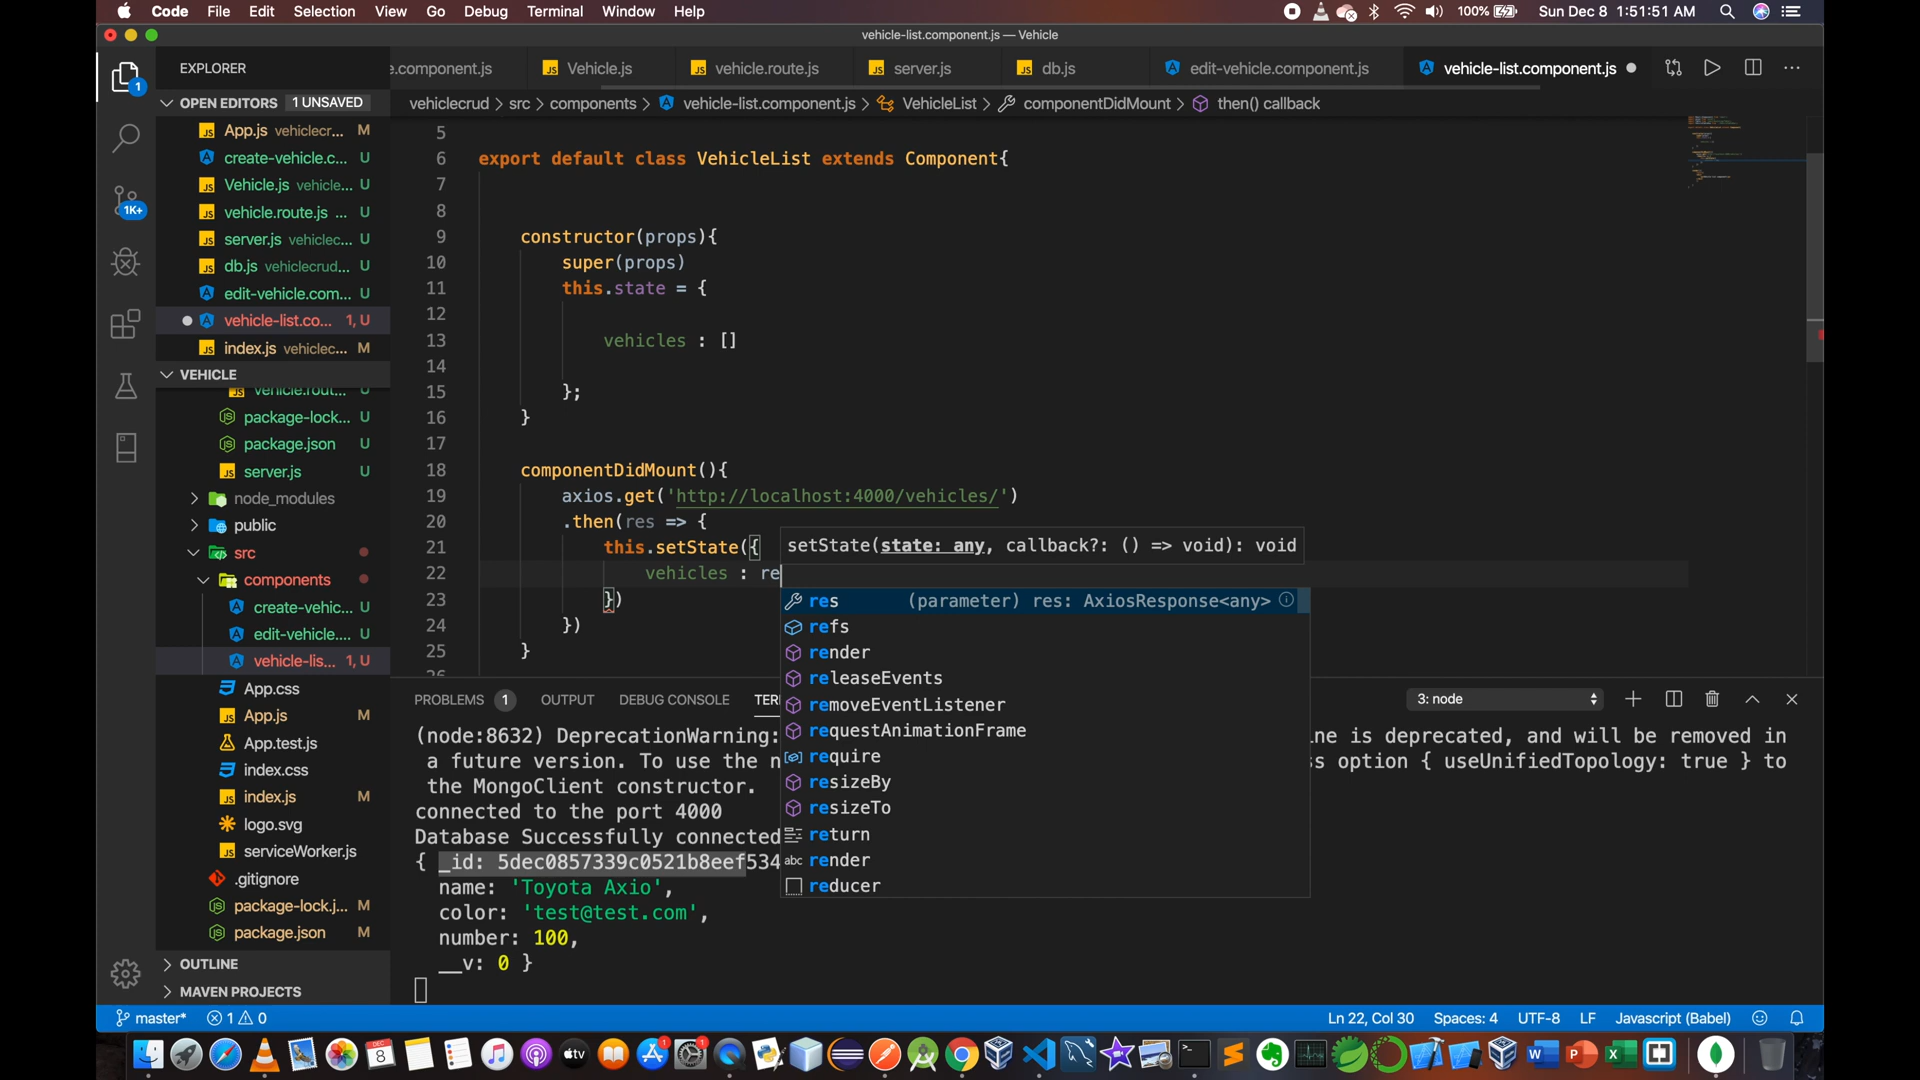 Code File Edit Selection View Go Debug Terminal Window Help 100% Sun Dec 8 1:51:51 AM
vehicle-list.component.js — Vehicle
EXPLORER
e.component.js Vehicle.js vehicle.route.js server.js db.js edit-vehicle.component.js vehicle-list.component.js
OPEN EDITORS 1 UNSAVED
vehiclecrud > src > components > vehicle-list.component.js > VehicleList > componentDidMount > then() callback
App.js vehiclecr... M
create-vehicle.c... U
Vehicle.js vehicle... U
vehicle.route.js ... U
server.js vehiclec... U
db.js vehiclecrud... U
edit-vehicle.com... U
vehicle-list.co... 1, U
index.js vehiclec... M
VEHICLE
vehicle.rout... U
package-lock... U
package.json U
server.js U
node_modules
public
src
components
create-vehic... U
edit-vehicle.... U
vehicle-lis... 1, U
App.css
App.js M
App.test.js
index.css
index.js M
logo.svg
serviceWorker.js
.gitignore
package-lock.j... M
package.json M
OUTLINE
MAVEN PROJECTS
1
1K+
5
6 export default class VehicleList extends Component{
7
8
9 constructor(props){
10 super(props)
11 this.state = {
12
13 vehicles : []
14
15 };
16 }
17
18 componentDidMount(){
19 axios.get('http://localhost:4000/vehicles/')
20 .then(res => {
21 this.setState({
22 vehicles : re
23 })
24 })
25 }
26
setState(state: any, callback?: () => void): void
res (parameter) res: AxiosResponse<any>
refs
render
releaseEvents
removeEventListener
requestAnimationFrame
require
resizeBy
resizeTo
return
abc render
reducer
PROBLEMS 1 OUTPUT DEBUG CONSOLE TER 3: node
(node:8632) DeprecationWarning: ne is deprecated, and will be removed in
a future version. To use the n s option { useUnifiedTopology: true } to
the MongoClient constructor.
connected to the port 4000
Database Successfully connected
{ _id: 5dec0857339c0521b8eef534
name: 'Toyota Axio',
color: 'test@test.com',
number: 100,
__v: 0 }
master* 1 0 Ln 22, Col 30 Spaces: 4 UTF-8 LF Javascript (Babel)